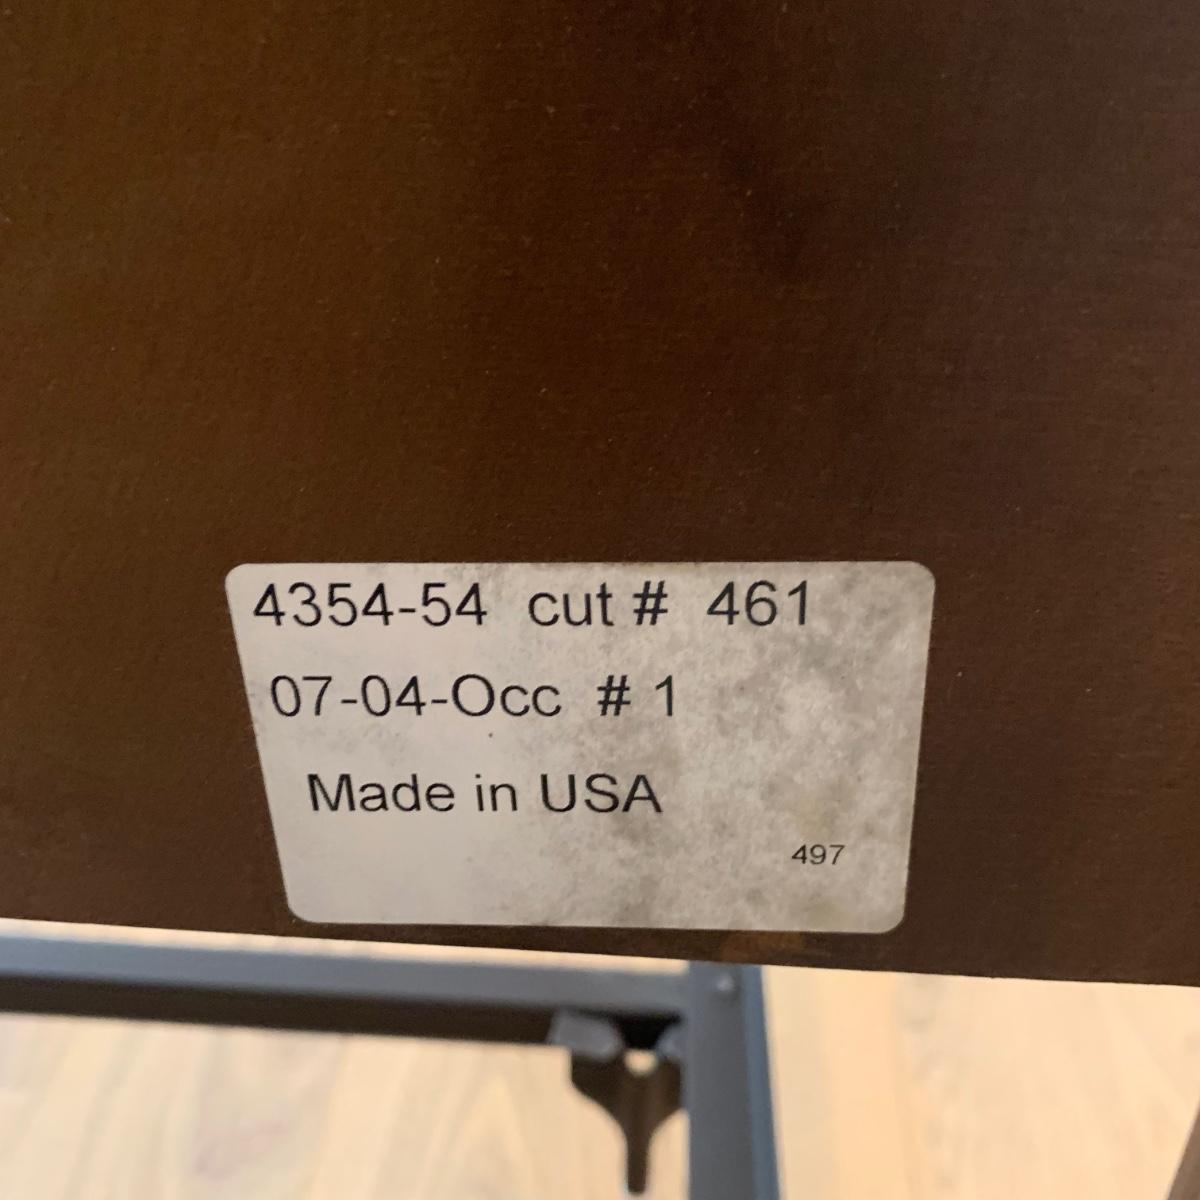 4354-54 cut # 461
07-04-Occ # 1
Made in USA
497